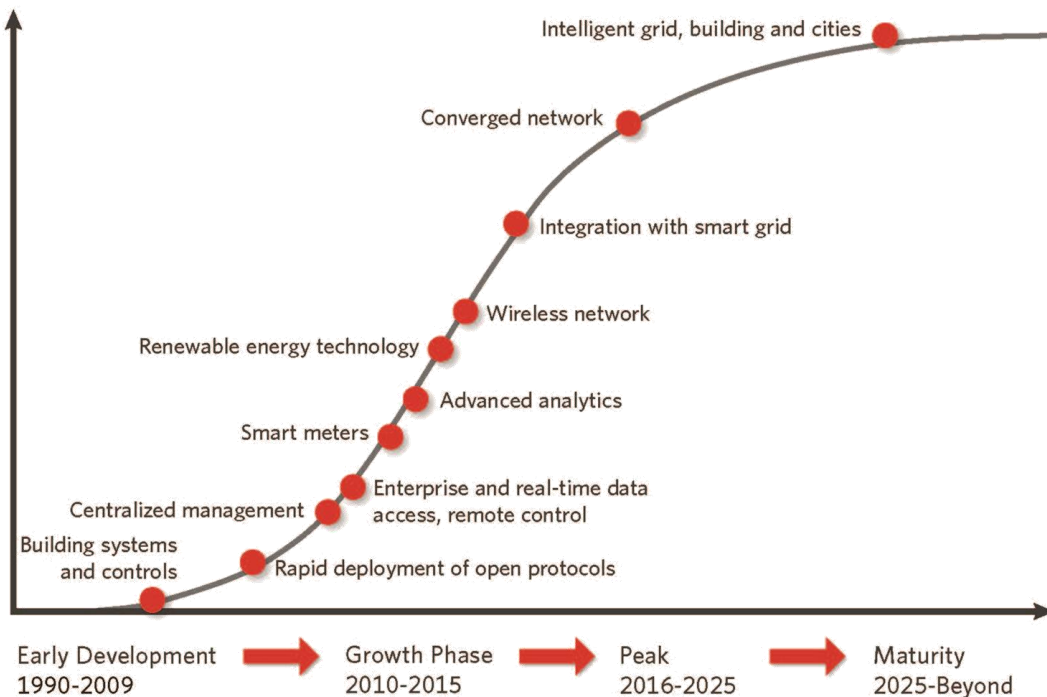 Intelligent grid, building and cities
Converged network
Integration with smart grid
Wireless network
Renewable energy technology
Advanced analytics
Smart meters
Enterprise and real-time data
access, remote control
Centralized management
Building systems
and controls
Rapid deployment of open protocols
Early Development
1990-2009
Growth Phase
2010-2015
Peak
2016-2025
Maturity
2025-Beyond